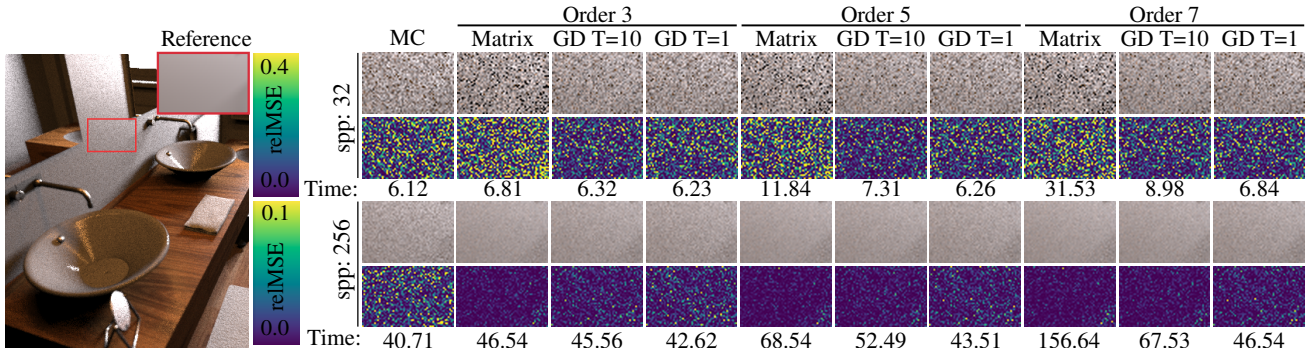 Order 3 Order 5 Order 7
Reference MC Matrix GD T=10 GD T=1 Matrix GD T=10 GD T=1 Matrix GD T=10 GD T=1
0.4
relMSE
0.0
spp: 32
Time: 6.12 6.81 6.32 6.23 11.84 7.31 6.26 31.53 8.98 6.84
0.1
relMSE
0.0
spp: 256
Time: 40.71 46.54 45.56 42.62 68.54 52.49 43.51 156.64 67.53 46.54